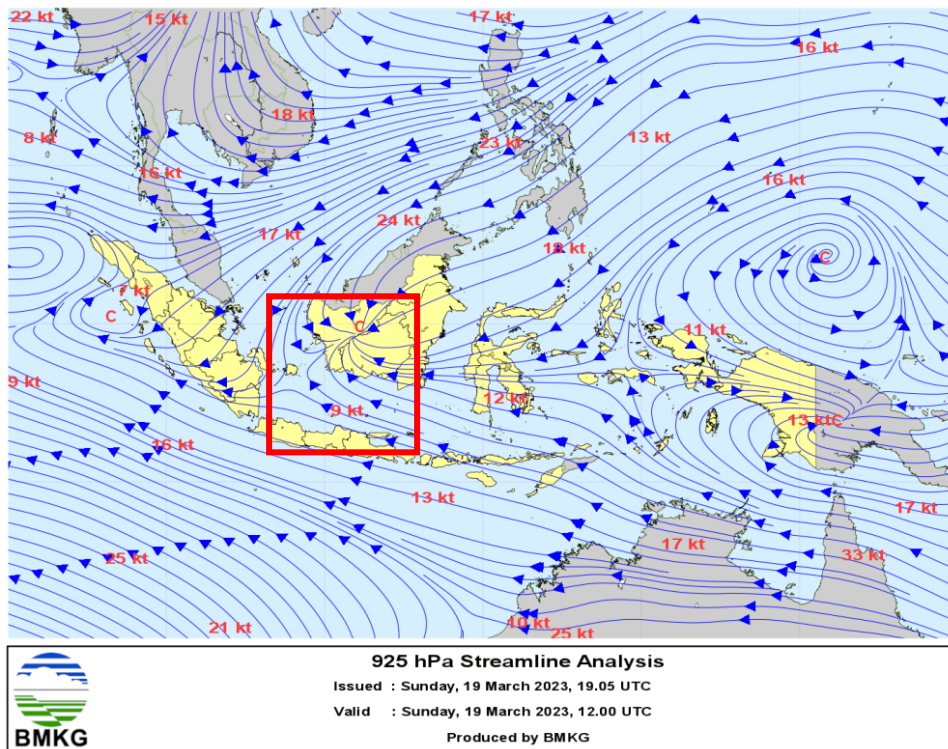 22 kt
15 kt
17 kt
16 kt
18 kt
8 kt
13 kt
23 kt
16 kt
16 kt
24 kt
17 kt
18 kt
C
7 kt
C
C
11 kt
9 kt
12 kt
9 kt
13 kt
C
16 kt
13 kt
17 kt
25 kt
17 kt
33 kt
10 kt
21 kt
25 kt
925 hPa Streamline Analysis
Issued : Sunday, 19 March 2023, 19.05 UTC
Valid : Sunday, 19 March 2023, 12.00 UTC
Produced by BMKG
BMKG